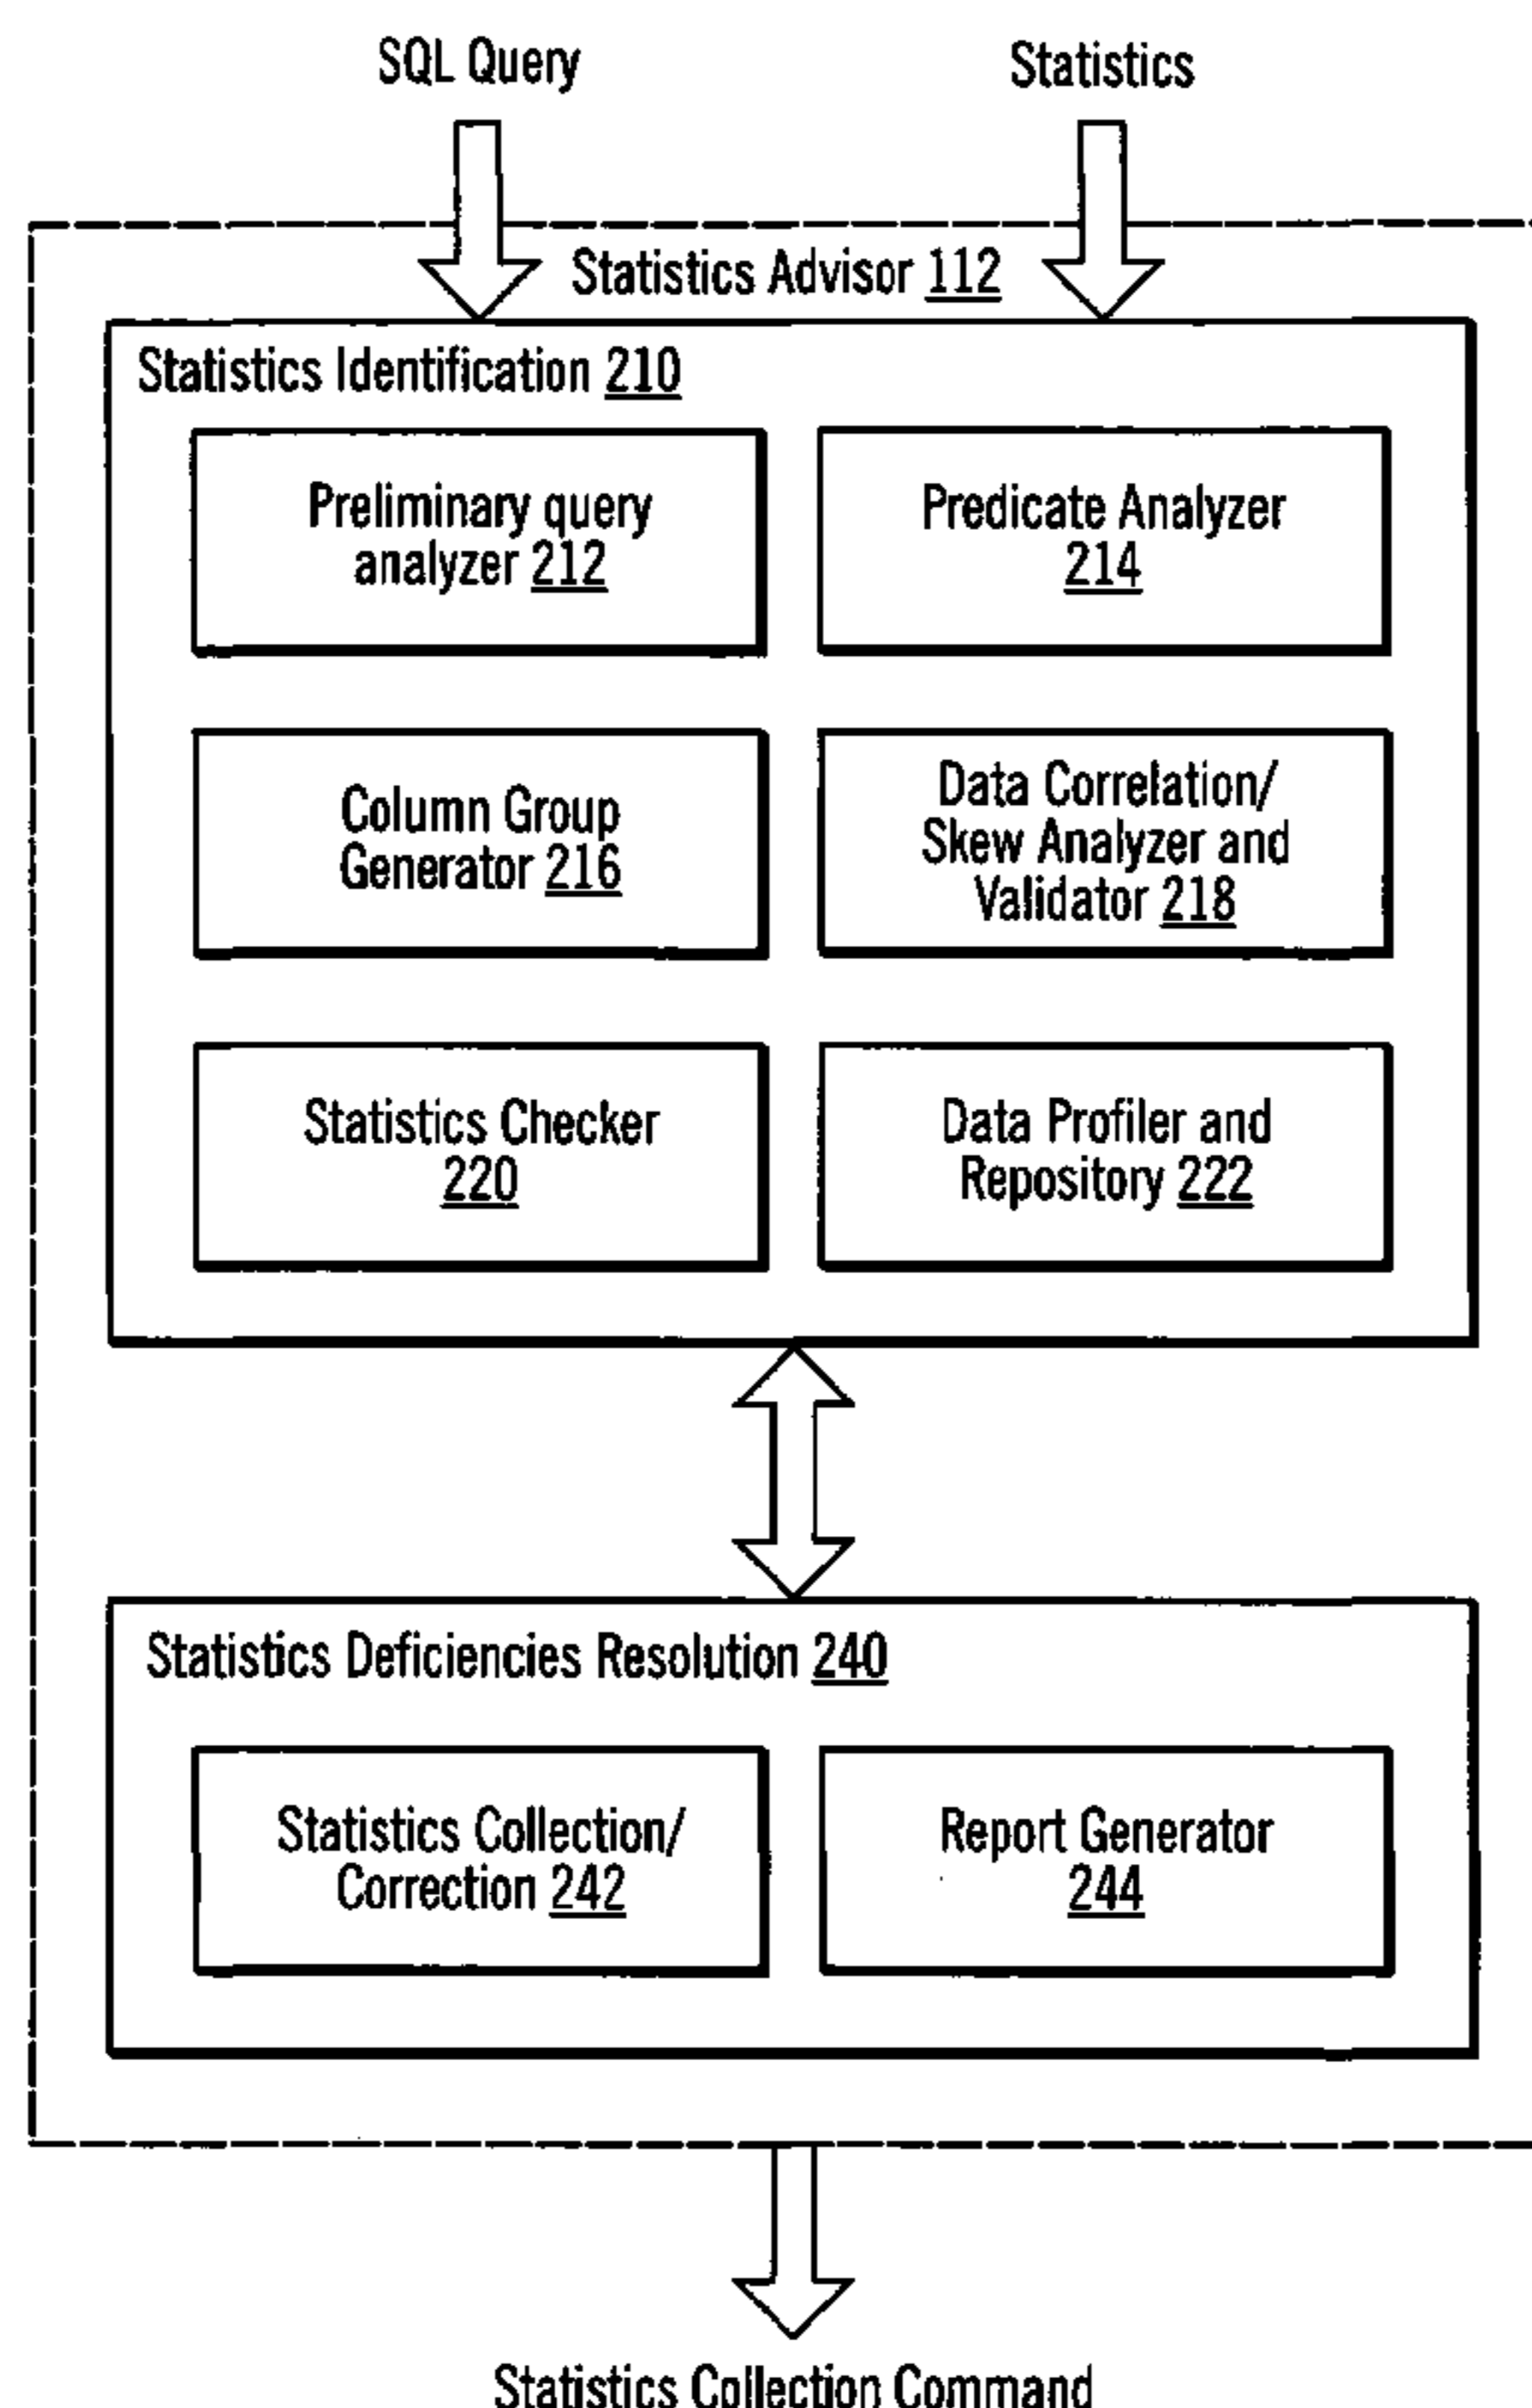 SQL Query
Statistics
Statistics Advisor 112
Statistics Identification 210
Preliminary query
analyzer 212
Predicate Analyzer
214
Column Group
Generator 216
Data Correlation/
Skew Analyzer and
Validator 218
Statistics Checker
220
Data Profiler and
Repository 222
Statistics Deficiencies Resolution 240
Statistics Collection/
Correction 242
Report Generator
244
Statistics Collection Command